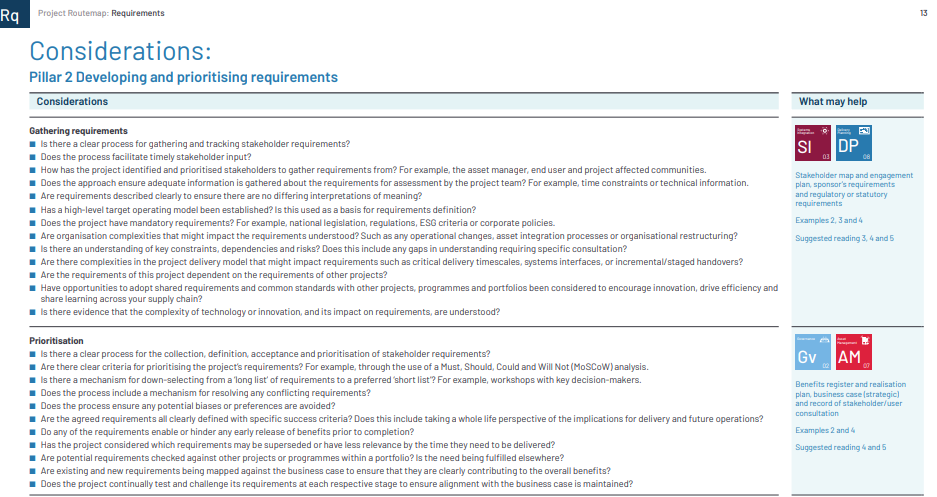 Rq
Project Routemap: Requirements
13
Considerations:
Pillar 2 Developing and prioritising requirements
Considerations
What may help
Gathering requirements
Is there a clear process for gathering and tracking stakeholder requirements?
Does the process facilitate timely stakeholder input?
How has the project identified and prioritised stakeholders to gather requirements from? For example, the asset manager, end user and project affected communities.
Does the approach ensure adequate information is gathered about the requirements for assessment by the project team? For example, time constraints or technical information.
Are requirements described clearly to ensure there are no differing interpretations of meaning?
Has a high-level target operating model been established? Is this used as a basis for requirements definition?
Does the project have mandatory requirements? For example, national legislation, regulations, ESG criteria or corporate policies.
Are organisation complexities that might impact the requirements understood? Such as any operational changes, asset integration processes or organisational restructuring?
Is there an understanding of key constraints, dependencies and risks? Does this include any gaps in understanding requiring specific consultation?
Are there complexities in the project delivery model that might impact requirements such as critical delivery timescales, systems interfaces, or incremental/staged handovers?
Are the requirements of this project dependent on the requirements of other projects?
Have opportunities to adopt shared requirements and common standards with other projects, programmes and portfolios been considered to encourage innovation, drive efficiency and
share learning across your supply chain?
Is there evidence that the complexity of technology or innovation, and its impact on requirements, are understood?
Systems
Integration
SI
03
Delivery
Planning
DP
08
Stakeholder map and engagement
plan, sponsor's requirements
and regulatory or statutory
requirements
Examples 2, 3 and 4
Suggested reading 3, 4 and 5
Prioritisation
Is there a clear process for the collection, definition, acceptance and prioritisation of stakeholder requirements?
Are there clear criteria for prioritising the project's requirements? For example, through the use of a Must, Should, Could and Will Not (MoSCoW) analysis.
Is there a mechanism for down-selecting from a 'long list' of requirements to a preferred 'short list'? For example, workshops with key decision-makers.
Does the process include a mechanism for resolving any conflicting requirements?
Does the process ensure any potential biases or preferences are avoided?
Are the agreed requirements all clearly defined with specific success criteria? Does this include taking a whole life perspective of the implications for delivery and future operations?
Do any of the requirements enable or hinder any early release of benefits prior to completion?
Has the project considered which requirements may be superseded or have less relevance by the time they need to be delivered?
Are potential requirements checked against other projects or programmes within a portfolio? Is the need being fulfilled elsewhere?
Are existing and new requirements being mapped against the business case to ensure that they are clearly contributing to the overall benefits?
Does the project continually test and challenge its requirements at each respective stage to ensure alignment with the business case is maintained?
Governance
Gv
02
Asset
Management
AM
07
Benefits register and realisation
plan, business case (strategic)
and record of stakeholder/user
consultation
Examples 2 and 4
Suggested reading 4 and 5